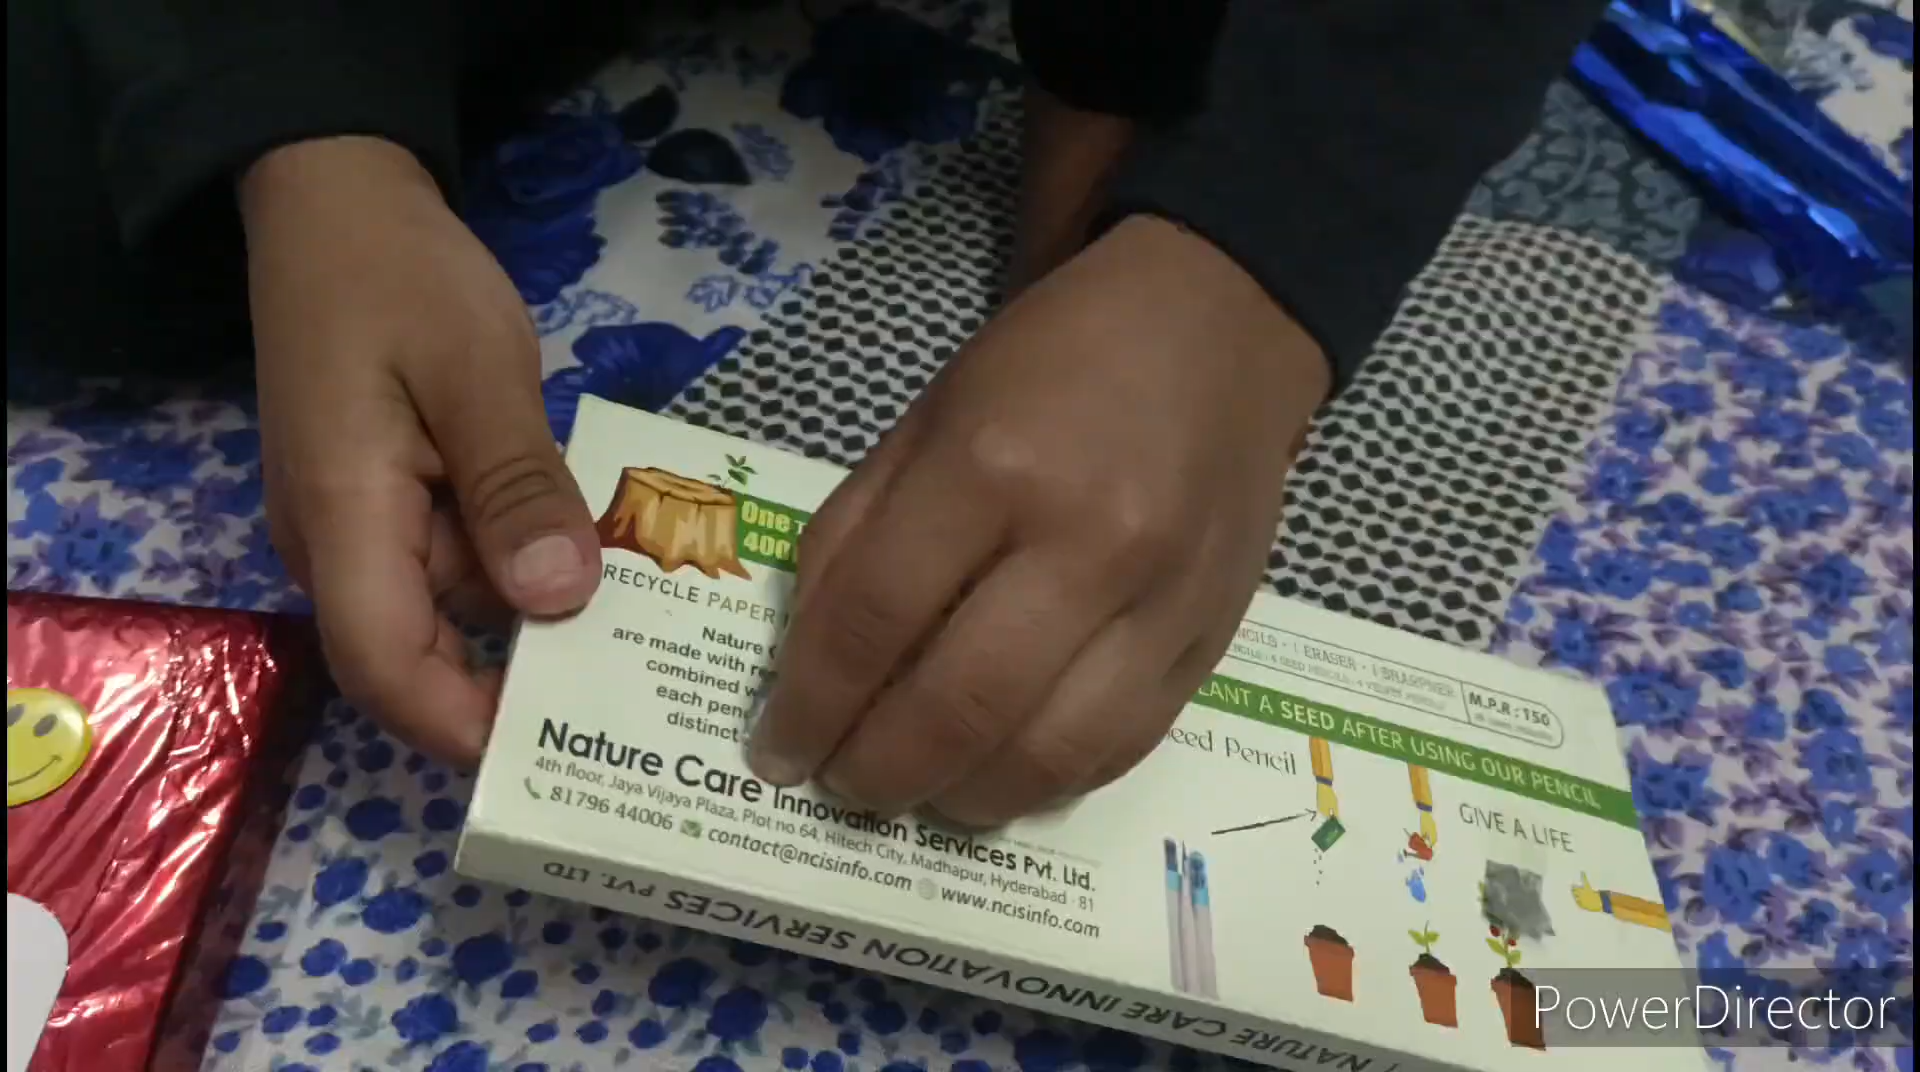 One
400
RECYCLE PAPER
Nature
are made with
combined
each
distinct
Nature Care Innovation Services Pvt. Ltd.
4th floor, Jaya Vijaya Plaza, Plot no 64, Hitech City, Madhapur, Hyderabad - 81
81796 44006 contact@ncisinfo.com www.ncisinfo.com
NATURE CARE INNOVATION SERVICES PVT. LTD
1 ERASER • 1 SHARPNER
M.P.R : 150
A SEED AFTER USING OUR PENCIL
Pencil
GIVE A LIFE
PowerDirector